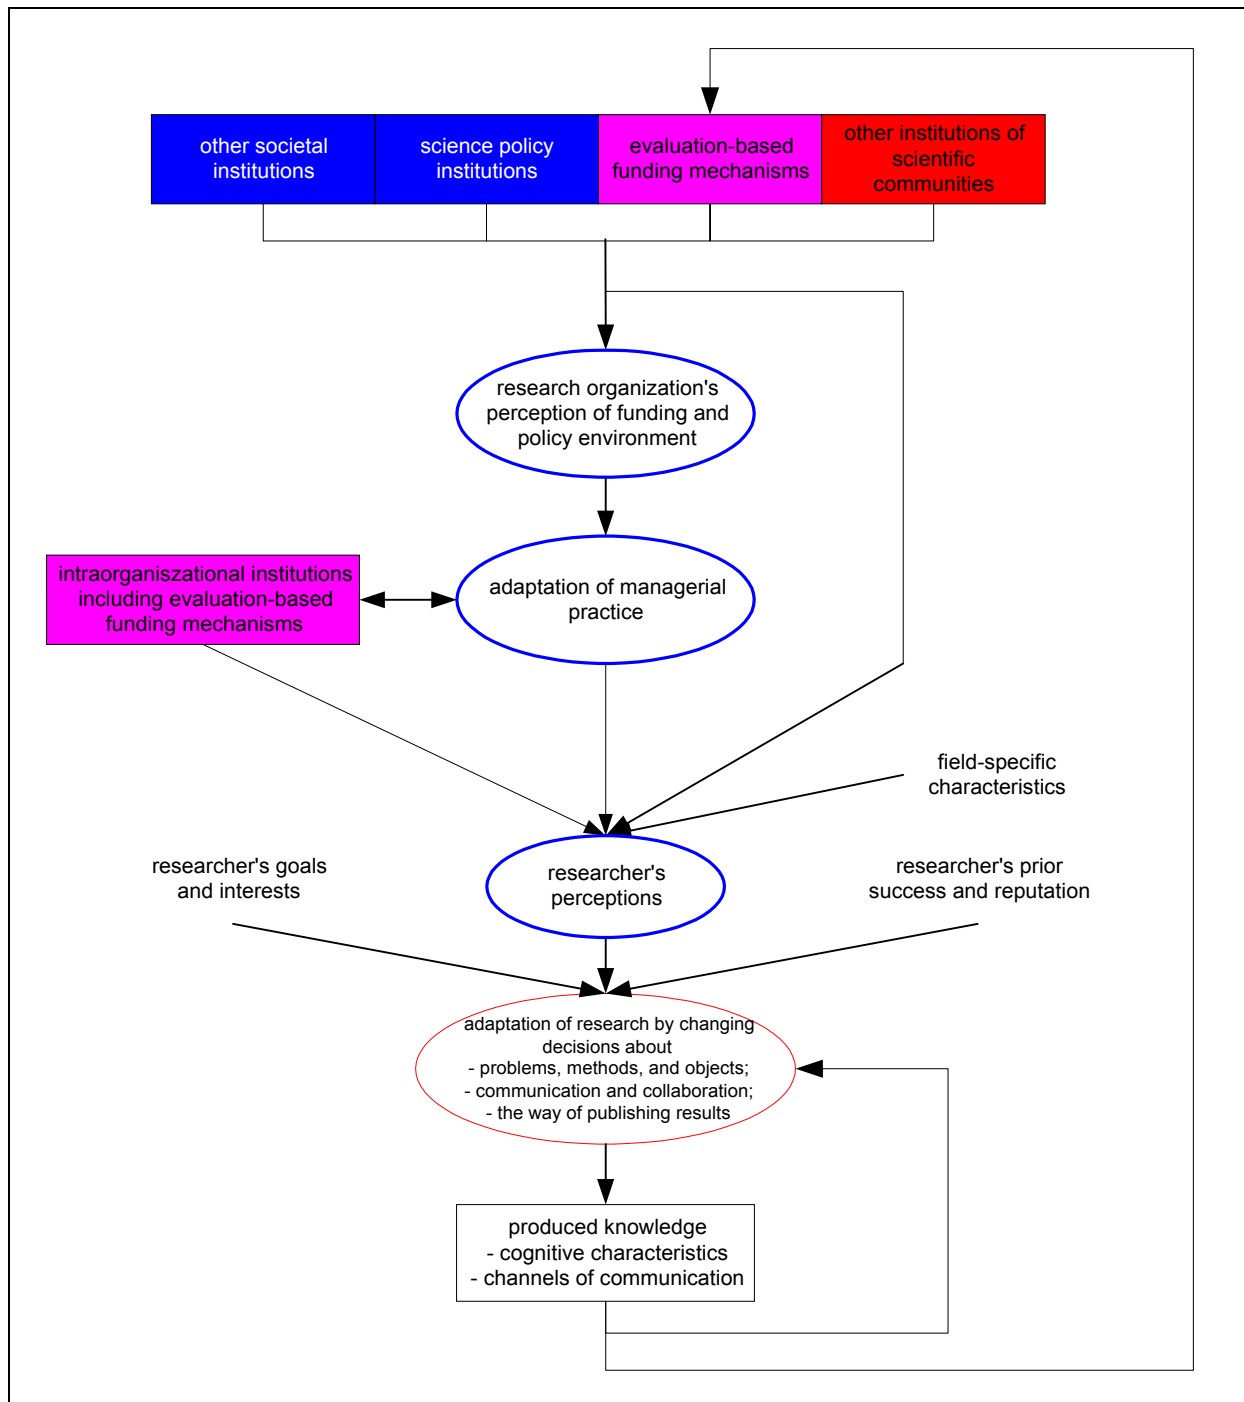 other societal
institutions
science policy
institutions
evaluation-based
funding mechanisms
other institutions of
scientific
communities
research organization's
perception of funding and
policy environment
intraorganiszational institutions
including evaluation-based
funding mechanisms
adaptation of managerial
practice
field-specific
characteristics
researcher's goals
and interests
researcher's
perceptions
researcher's prior
success and reputation
adaptation of research by changing
decisions about
- problems, methods, and objects;
- communication and collaboration;
- the way of publishing results
produced knowledge
- cognitive characteristics
- channels of communication